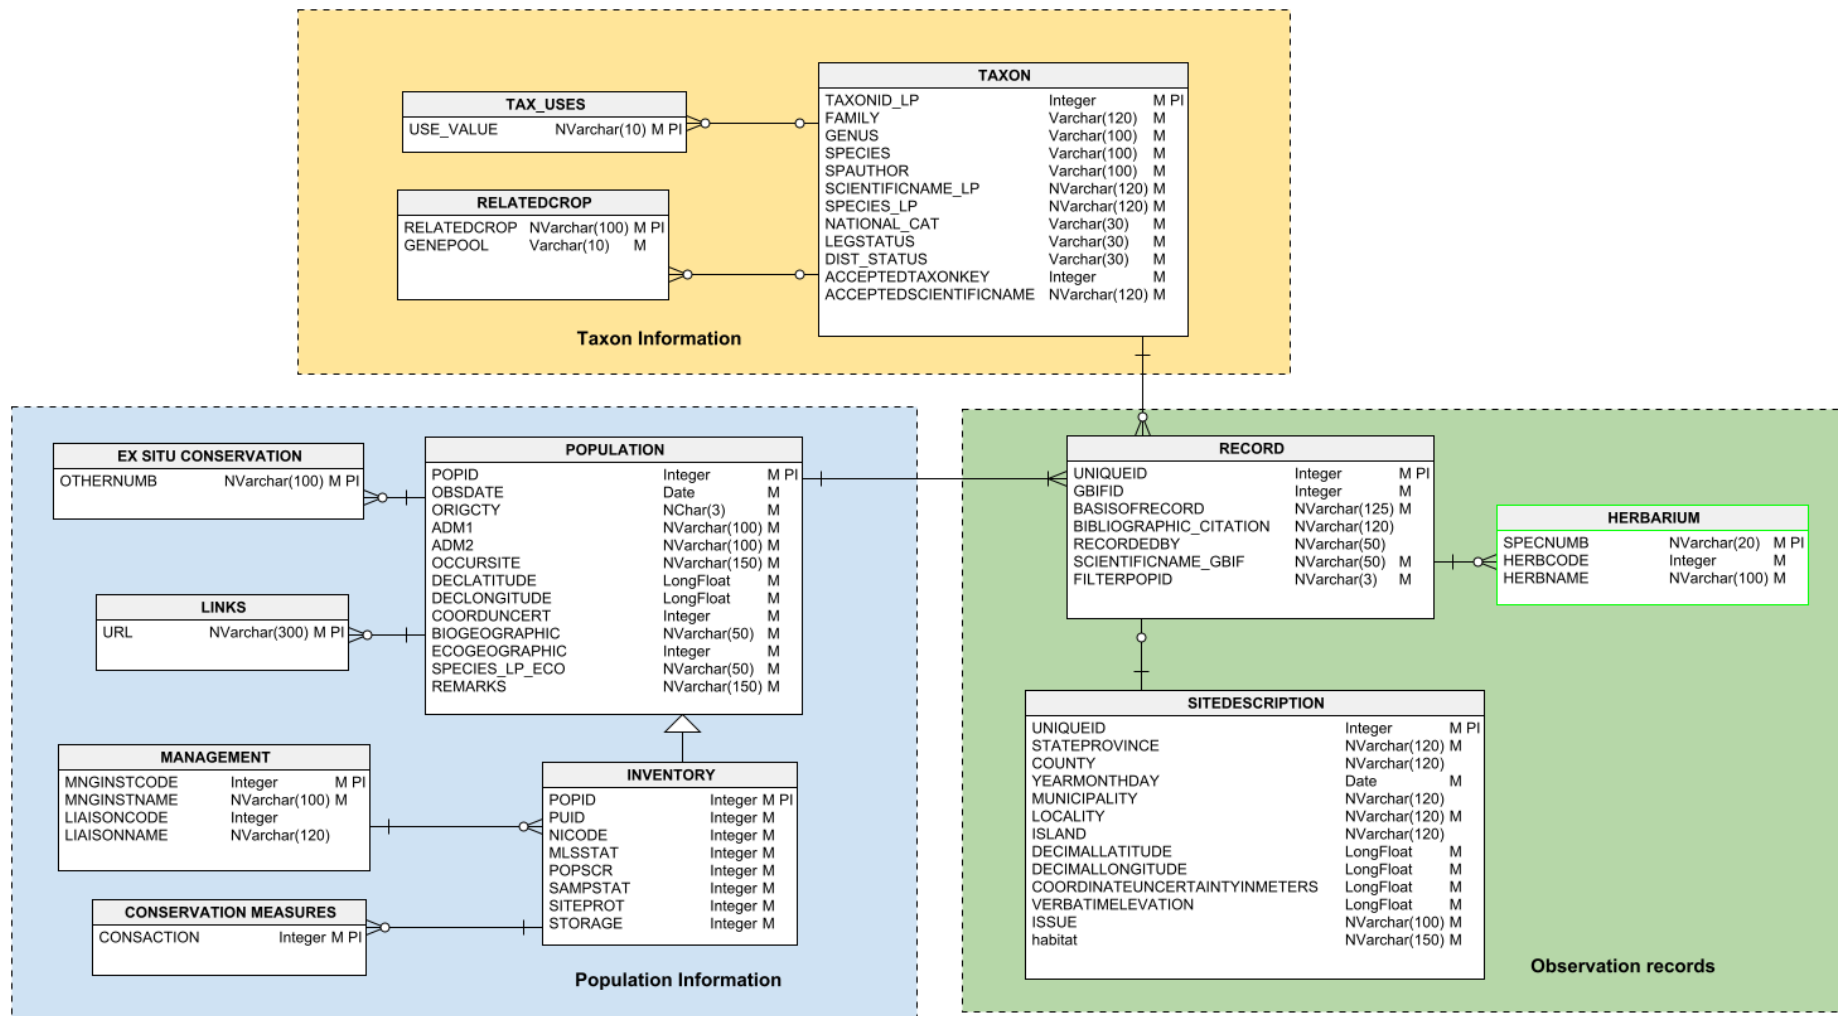 TAXON
TAXONID_LP Integer M PI
FAMILY Varchar(120) M
GENUS Varchar(100) M
SPECIES Varchar(100) M
SPAUTHOR Varchar(100) M
SCIENTIFICNAME_LP NVarchar(120) M
SPECIES_LP NVarchar(120) M
NATIONAL_CAT Varchar(30) M
LEGSTATUS Varchar(30) M
DIST_STATUS Varchar(30) M
ACCEPTEDTAXONKEY Integer M
ACCEPTEDSCIENTIFICNAME NVarchar(120) M
TAX_USES
USE_VALUE NVarchar(10) M PI
RELATEDCROP
RELATEDCROP NVarchar(100) M PI
GENEPOOL Varchar(10) M
Taxon Information
EX SITU CONSERVATION
OTHERNUMB NVarchar(100) M PI
POPULATION
POPID Integer M PI
OBSDATE Date M
ORIGCTY NChar(3) M
ADM1 NVarchar(100) M
ADM2 NVarchar(100) M
OCCURSITE NVarchar(150) M
DECLATITUDE LongFloat M
DECLONGITUDE LongFloat M
COORDUNCERT Integer M
BIOGEOGRAPHIC NVarchar(50) M
ECOGEOGRAPHIC Integer M
SPECIES_LP_ECO NVarchar(50) M
REMARKS NVarchar(150) M
LINKS
URL NVarchar(300) M PI
MANAGEMENT
MNGINSTCODE Integer M PI
MNGINSTNAME NVarchar(100) M
LIAISONCODE Integer
LIAISONNAME NVarchar(120)
INVENTORY
POPID Integer M PI
PUID Integer M
NICODE Integer M
MLSSTAT Integer M
POPSCR Integer M
SAMPSTAT Integer M
SITEPROT Integer M
STORAGE Integer M
CONSERVATION MEASURES
CONSACTION Integer M PI
Population Information
RECORD
UNIQUEID Integer M PI
GBIFID Integer M
BASISOFRECORD NVarchar(125) M
BIBLIOGRAPHIC_CITATION NVarchar(120)
RECORDEDBY NVarchar(50)
SCIENTIFICNAME_GBIF NVarchar(50) M
FILTERPOPID NVarchar(3) M
HERBARIUM
SPECNUMB NVarchar(20) M PI
HERBCODE Integer M
HERBNAME NVarchar(100) M
SITEDESCRIPTION
UNIQUEID Integer M PI
STATEPROVINCE NVarchar(120) M
COUNTY NVarchar(120)
YEARMONTHDAY Date M
MUNICIPALITY NVarchar(120)
LOCALITY NVarchar(120) M
ISLAND NVarchar(120)
DECIMALLATITUDE LongFloat M
DECIMALLONGITUDE LongFloat M
COORDINATEUNCERTAINTYINMETERS LongFloat M
VERBATIMELEVATION LongFloat M
ISSUE NVarchar(100) M
habitat NVarchar(150) M
Observation records